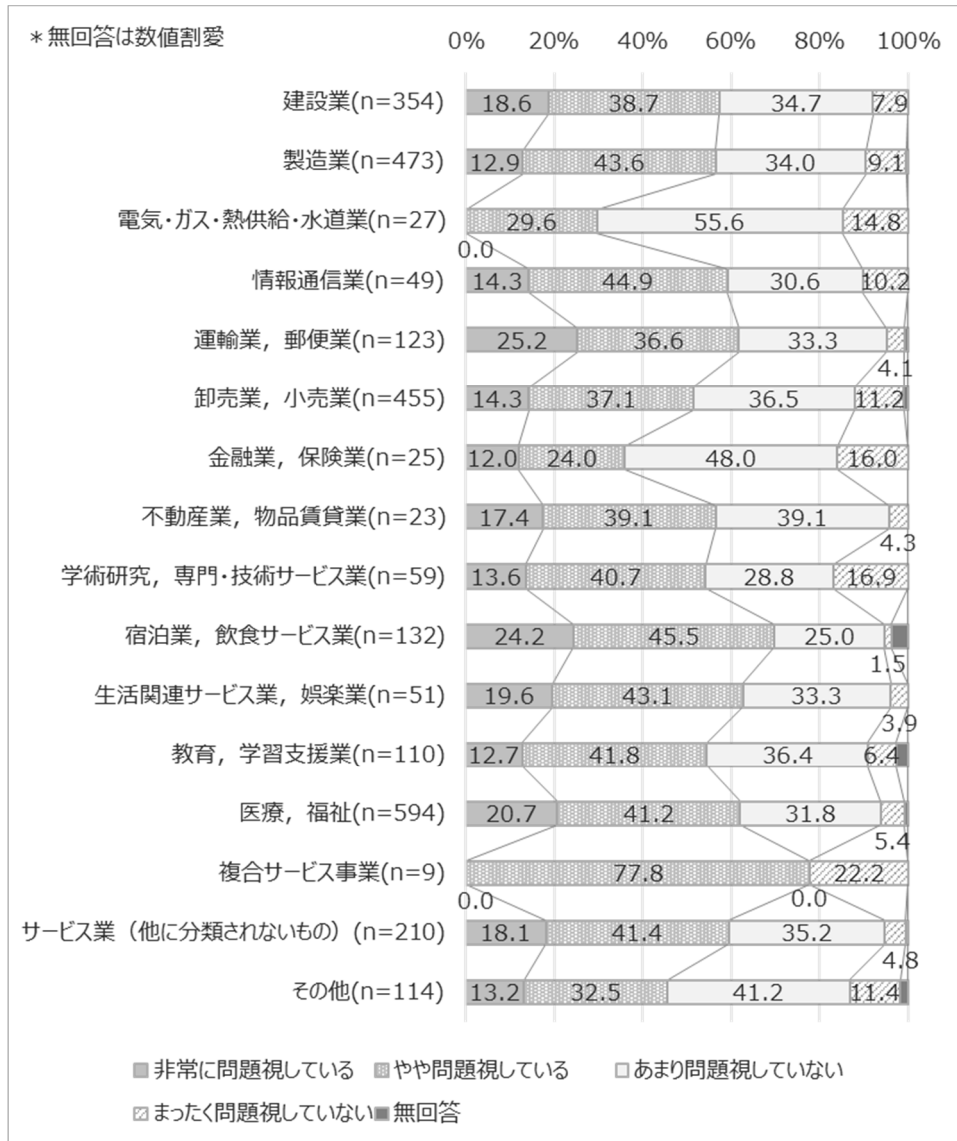 ＊無回答は数値割愛
0% 20% 40% 60% 80% 100%
建設業(n=354) 18.6 38.7 34.7 7.9
製造業(n=473) 12.9 43.6 34.0 9.1
電気・ガス・熱供給・水道業(n=27) 29.6 55.6 14.8
0.0
情報通信業(n=49) 14.3 44.9 30.6 10.2
運輸業，郵便業(n=123) 25.2 36.6 33.3
4.1
卸売業，小売業(n=455) 14.3 37.1 36.5 11.2
金融業，保険業(n=25) 12.0 24.0 48.0 16.0
不動産業，物品賃貸業(n=23) 17.4 39.1 39.1
4.3
学術研究，専門・技術サービス業(n=59) 13.6 40.7 28.8 16.9
宿泊業，飲食サービス業(n=132) 24.2 45.5 25.0
1.5
生活関連サービス業，娯楽業(n=51) 19.6 43.1 33.3
3.9
教育，学習支援業(n=110) 12.7 41.8 36.4 6.4
医療，福祉(n=594) 20.7 41.2 31.8
5.4
複合サービス事業(n=9) 77.8 22.2
0.0 0.0
サービス業（他に分類されないもの）(n=210) 18.1 41.4 35.2
4.8
その他(n=114) 13.2 32.5 41.2 11.4
非常に問題視している やや問題視している あまり問題視していない
まったく問題視していない 無回答